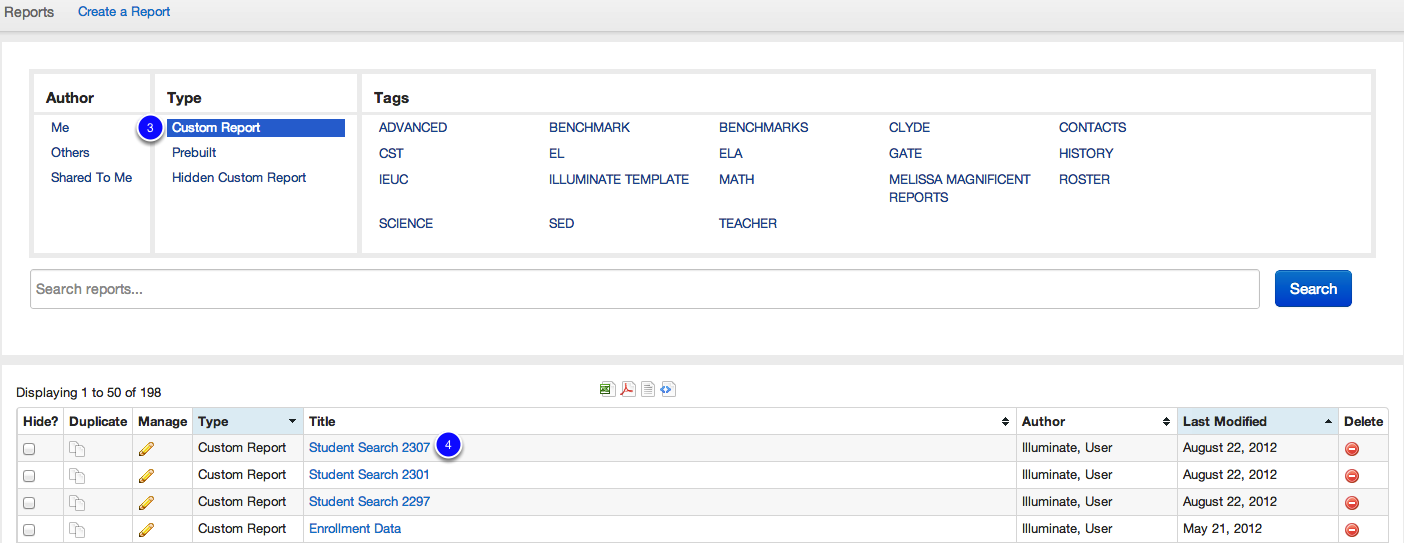 Reports Create a Report
Author Type Tags
Me 3 Custom Report ADVANCED BENCHMARK BENCHMARKS CLYDE CONTACTS
Others Prebuilt CST EL ELA GATE HISTORY
Shared To Me Hidden Custom Report IEUC ILLUMINATE TEMPLATE MATH MELISSA MAGNIFICENT ROSTER
REPORTS
SCIENCE SED TEACHER
Search reports... Search
Displaying 1 to 50 of 198
Hide? Duplicate Manage Type Title Author Last Modified Delete
Custom Report Student Search 2307 4 Illuminate, User August 22, 2012
Custom Report Student Search 2301 Illuminate, User August 22, 2012
Custom Report Student Search 2297 Illuminate, User August 22, 2012
Custom Report Enrollment Data Illuminate, User May 21, 2012